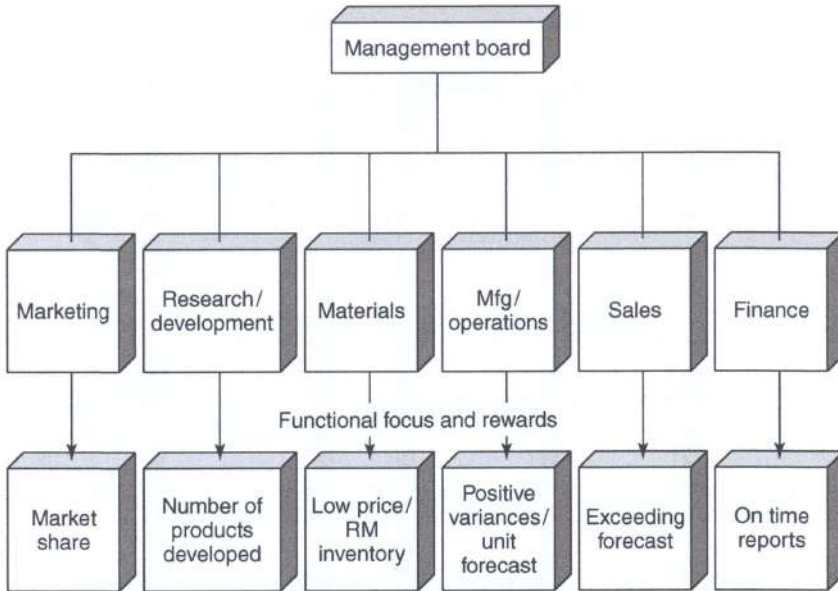 Management board
Marketing
Research/
development
Materials
Mfg/
operations
Sales
Finance
Functional focus and rewards
Market
share
Number of
products
developed
Low price/
RM
inventory
Positive
variances/
unit
forecast
Exceeding
forecast
On time
reports